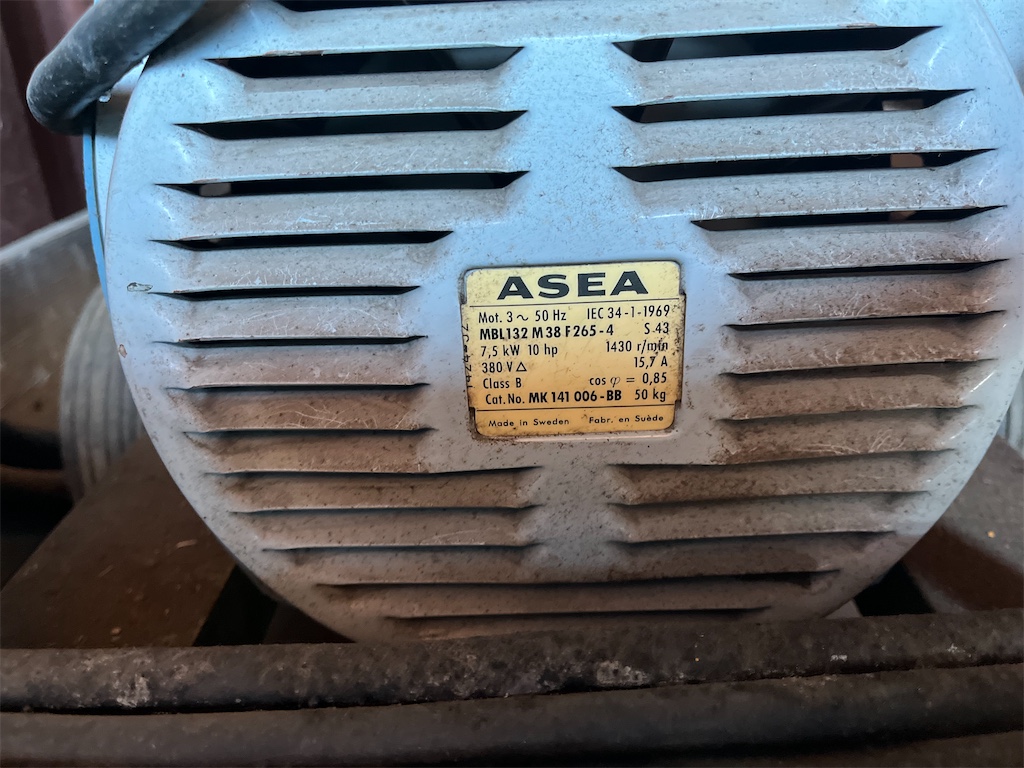 ASEA
Mot. 3 ~ 50 Hz IEC 34-1-1969
MBL132 M 38 F 265-4 S.43
7,5 kW 10 hp 1430 r/min
380 V Δ 15,7 A
Class B cos φ = 0,85
Cat. No. MK 141 006-BB 50 kg
Made in Sweden Fabr. en Suède